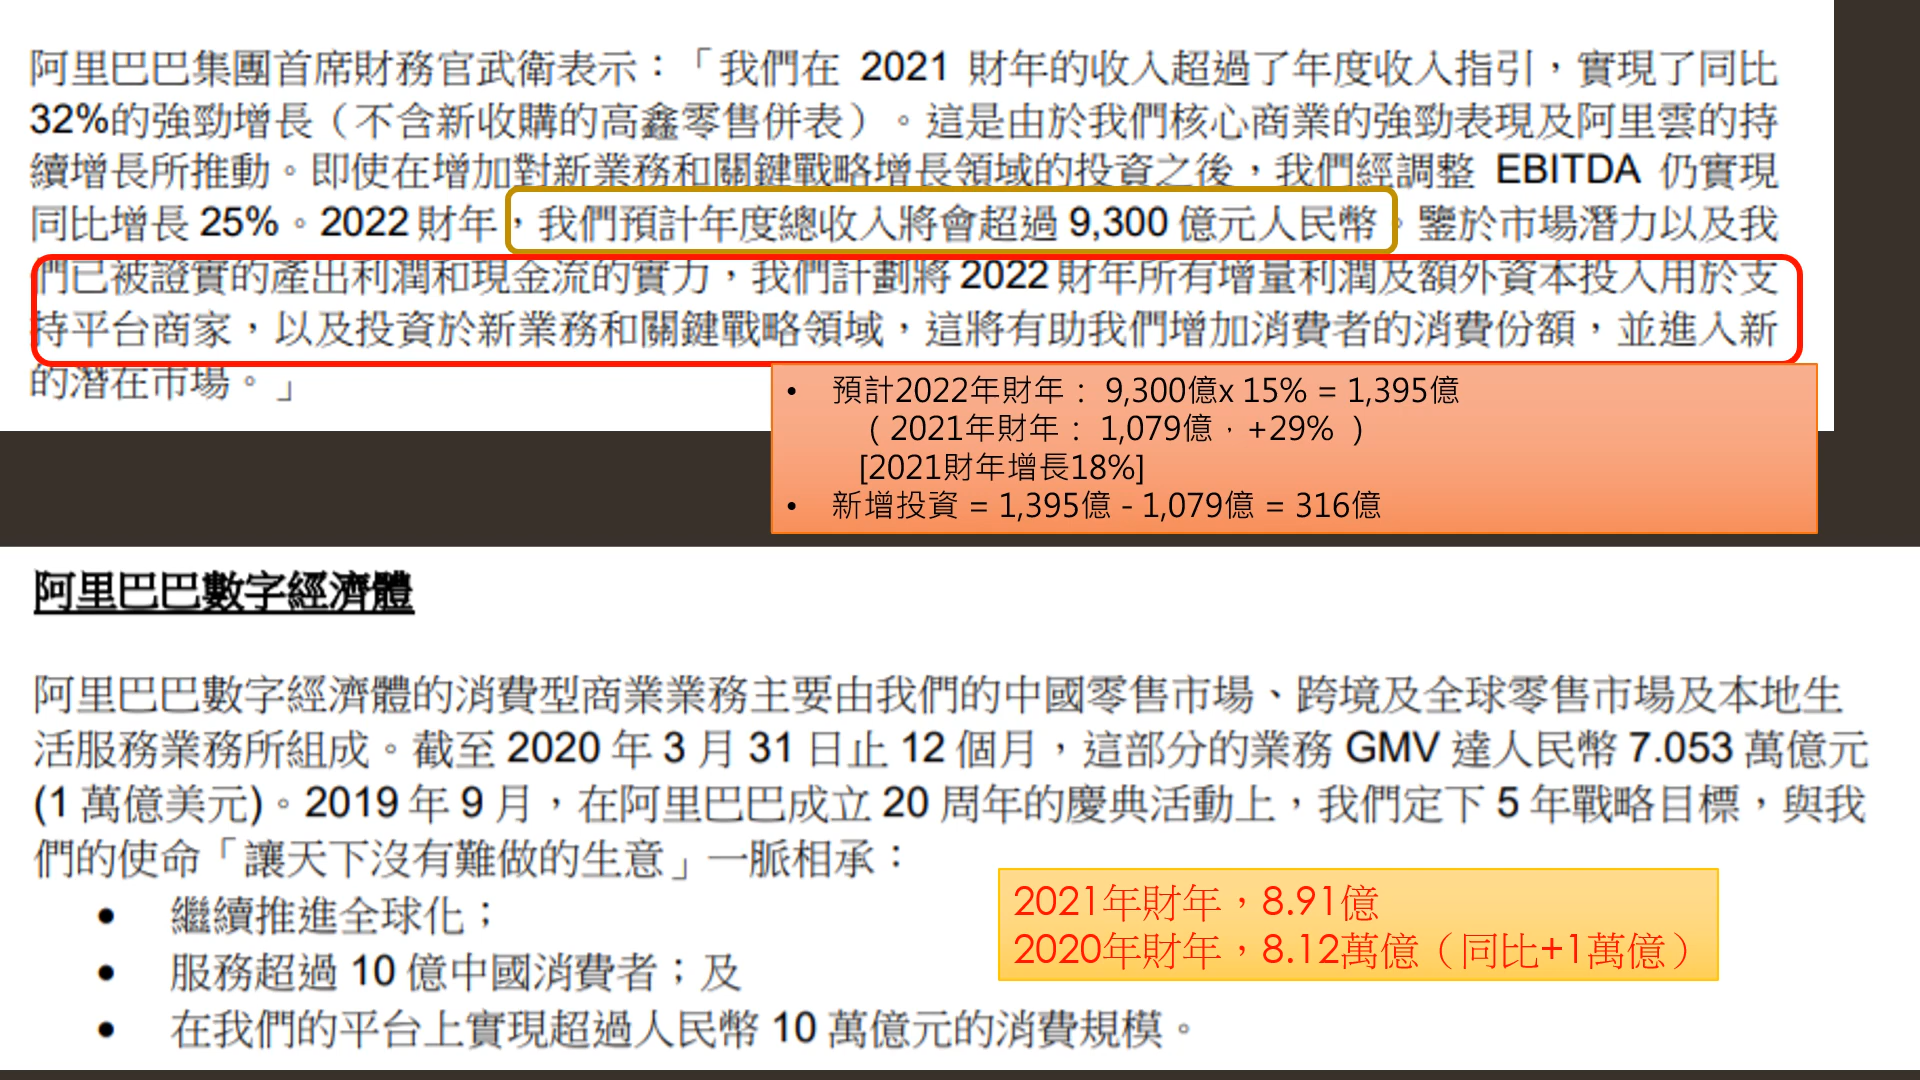 阿里巴巴集團首席財務官武衛表示：「我們在 2021 財年的收入超過了年度收入指引，實現了同比
32%的強勁增長（不含新收購的高鑫零售併表）。這是由於我們核心商業的強勁表現及阿里雲的持
續增長所推動。即使在增加對新業務和關鍵戰略增長領域的投資之後，我們經調整 EBITDA 仍實現
同比增長 25%。2022 財年，我們預計年度總收入將會超過 9,300 億元人民幣。鑒於市場潛力以及我
們已被證實的產出利潤和現金流的實力，我們計劃將 2022 財年所有增量利潤及額外資本投入用於支
持平台商家，以及投資於新業務和關鍵戰略領域，這將有助我們增加消費者的消費份額，並進入新
的潛在市場。」
• 預計2022年財年： 9,300億x 15% = 1,395億
（2021年財年： 1,079億，+29% ）
[2021財年增長18%]
• 新增投資 = 1,395億 - 1,079億 = 316億
阿里巴巴數字經濟體
阿里巴巴數字經濟體的消費型商業業務主要由我們的中國零售市場、跨境及全球零售市場及本地生
活服務業務所組成。截至 2020 年 3 月 31 日止 12 個月，這部分的業務 GMV 達人民幣 7.053 萬億元
(1 萬億美元)。2019 年 9 月，在阿里巴巴成立 20 周年的慶典活動上，我們定下 5 年戰略目標，與我
們的使命「讓天下沒有難做的生意」一脈相承：
• 繼續推進全球化；
• 服務超過 10 億中國消費者；及
• 在我們的平台上實現超過人民幣 10 萬億元的消費規模。
2021年財年，8.91億
2020年財年，8.12萬億（同比+1萬億）